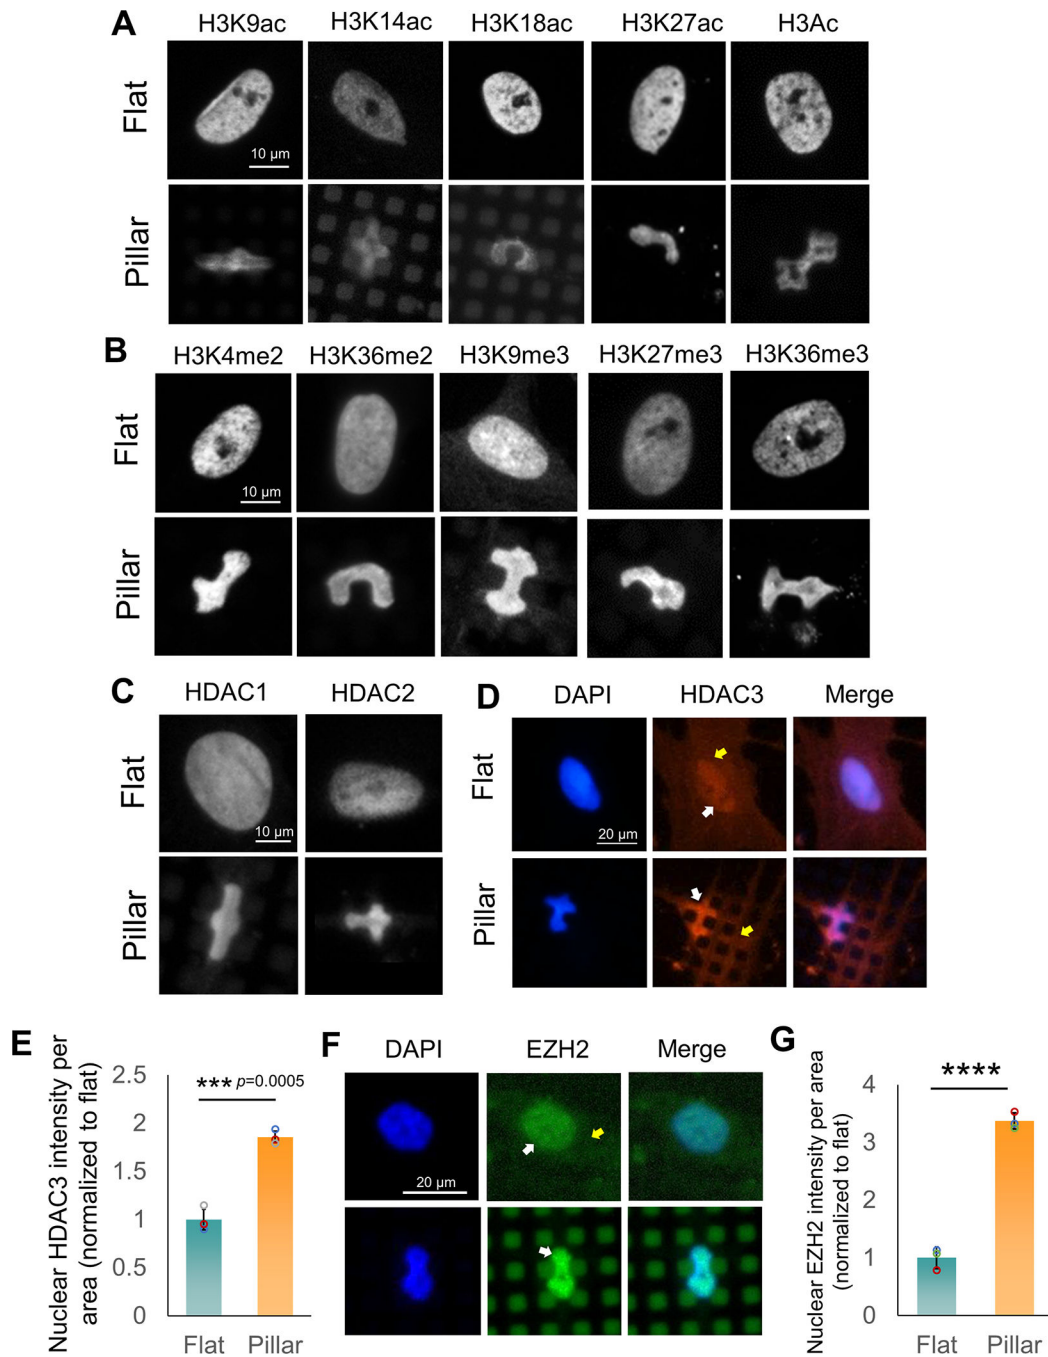 A
H3K9ac H3K14ac H3K18ac H3K27ac H3Ac
Flat
10 µm
Pillar
B
H3K4me2 H3K36me2 H3K9me3 H3K27me3 H3K36me3
Flat
10 µm
Pillar
C
HDAC1 HDAC2
Flat
10 µm
Pillar
D
DAPI HDAC3 Merge
Flat
20 µm
Pillar
E
Nuclear HDAC3 intensity per
area (normalized to flat)
2.5
2
1.5
1
0.5
0
*** p=0.0005
Flat Pillar
F
DAPI EZH2 Merge
20 µm
G
Nuclear EZH2 intensity per area
(normalized to flat)
4
3
2
1
0
****
Flat Pillar